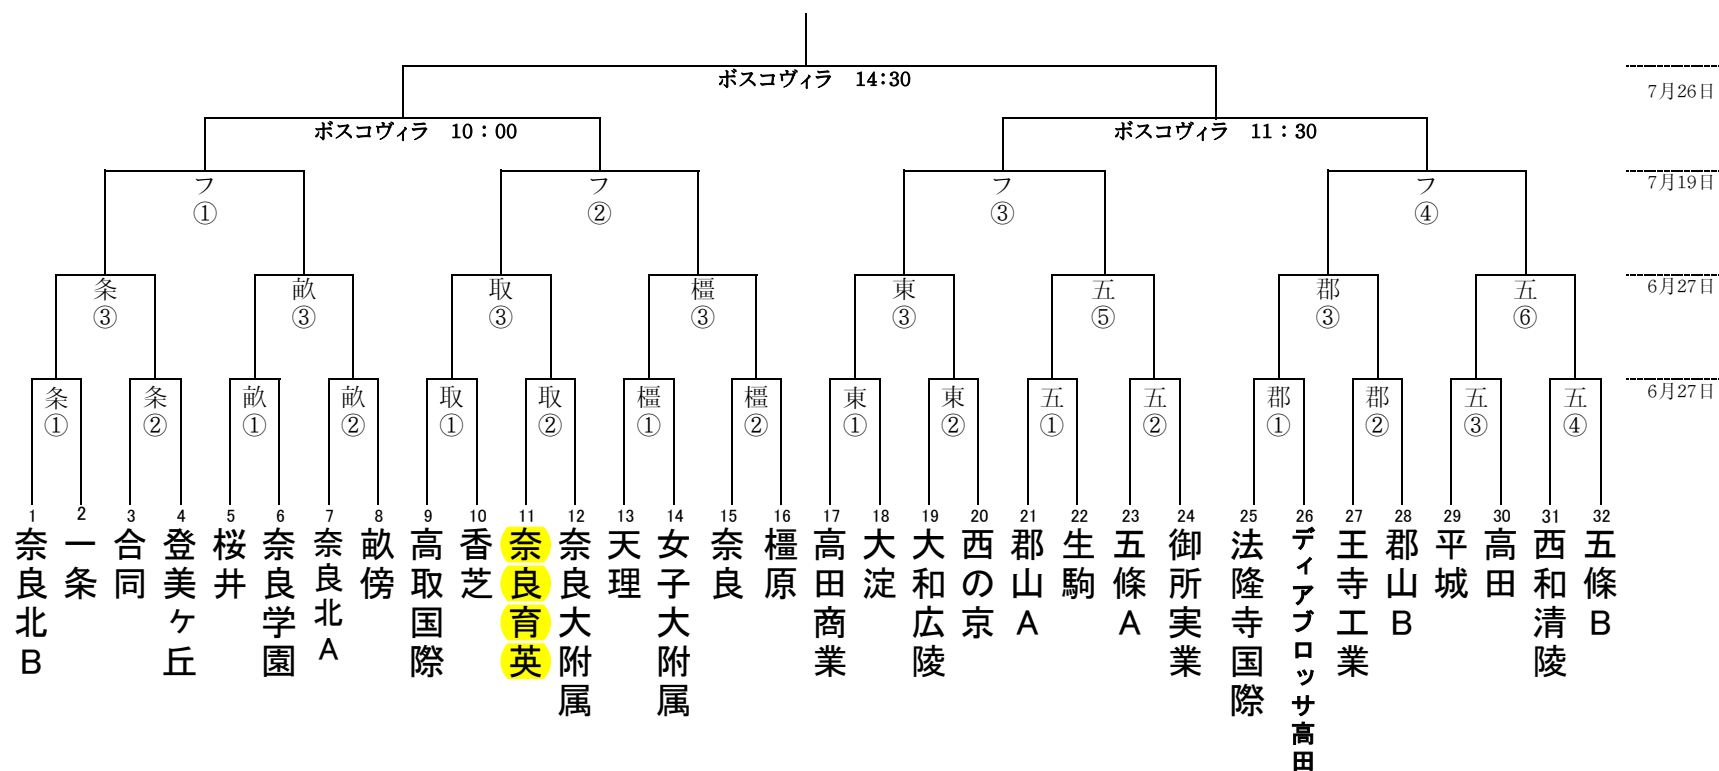 ボスコヴィラ　14:30
7月26日
ボスコヴィラ　10：00
ボスコヴィラ　11：30
フ
①
フ
②
フ
③
フ
④
7月19日
条
③
畝
③
取
③
橿
③
東
③
五
⑤
郡
③
五
⑥
6月27日
条
①
条
②
畝
①
畝
②
取
①
取
②
橿
①
橿
②
東
①
東
②
五
①
五
②
郡
①
郡
②
五
③
五
④
6月27日
1
奈良北B
2
一条
3
合同
4
登美ヶ丘
5
桜井
6
奈良学園
7
奈良北A
8
畝傍
9
高取国際
10
香芝
11
奈良育英
12
奈良大附属
13
天理
14
女子大附属
15
奈良
16
橿原
17
高田商業
18
大淀
19
大和広陵
20
西の京
21
郡山A
22
生駒
23
五條A
24
御所実業
25
法隆寺国際
26
ディアブロッサ高田
27
王寺工業
28
郡山B
29
平城
30
高田
31
西和清陵
32
五條B